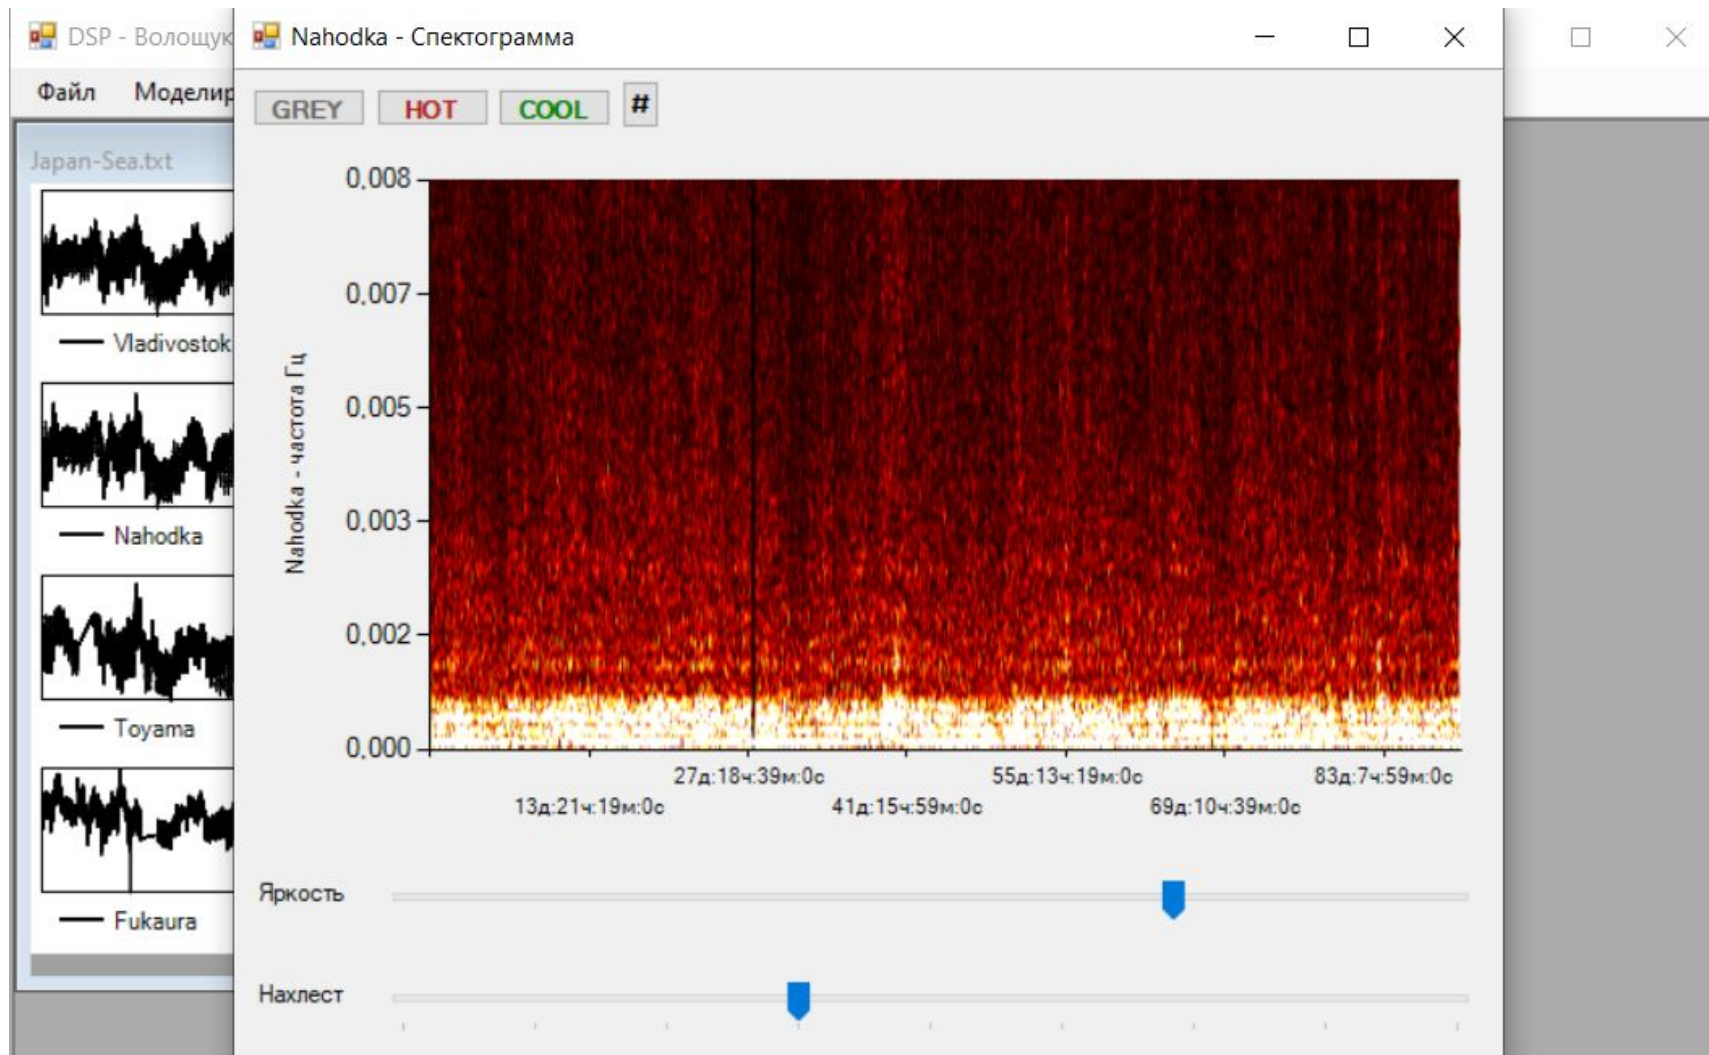 DSP - Волощук
Nahodka - Спектограмма
Файл
Моделир
GREY
HOT
COOL
#
Japan-Sea.txt
Vladivostok
Nahodka
Toyama
Fukaura
Nahodka - частота Гц
0,008
0,007
0,005
0,003
0,002
0,000
27д:18ч:39м:0с
55д:13ч:19м:0с
83д:7ч:59м:0с
13д:21ч:19м:0с
41д:15ч:59м:0с
69д:10ч:39м:0с
Яркость
Нахлест